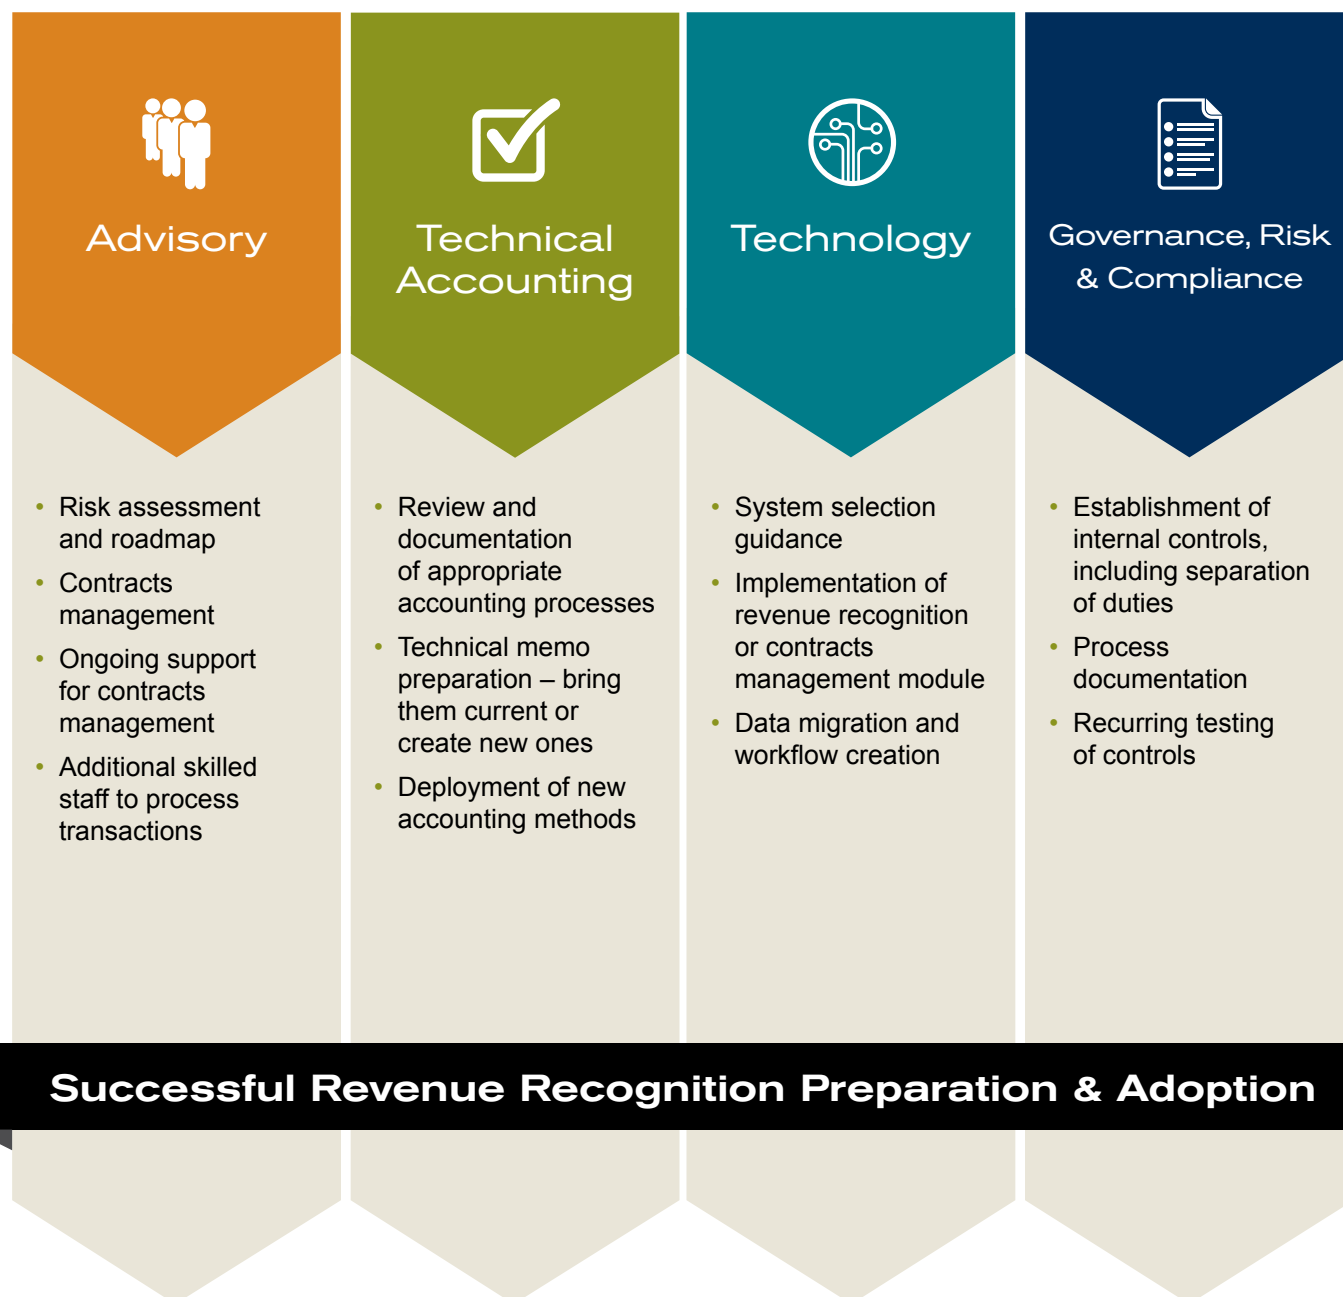 Advisory
• Risk assessment
and roadmap
• Contracts
management
• Ongoing support
for contracts
management
• Additional skilled
staff to process
transactions
Technical
Accounting
• Review and
documentation
of appropriate
accounting processes
• Technical memo
preparation – bring
them current or
create new ones
• Deployment of new
accounting methods
Technology
• System selection
guidance
• Implementation of
revenue recognition
or contracts
management module
• Data migration and
workflow creation
Governance, Risk
& Compliance
• Establishment of
internal controls,
including separation
of duties
• Process
documentation
• Recurring testing
of controls
Successful Revenue Recognition Preparation & Adoption